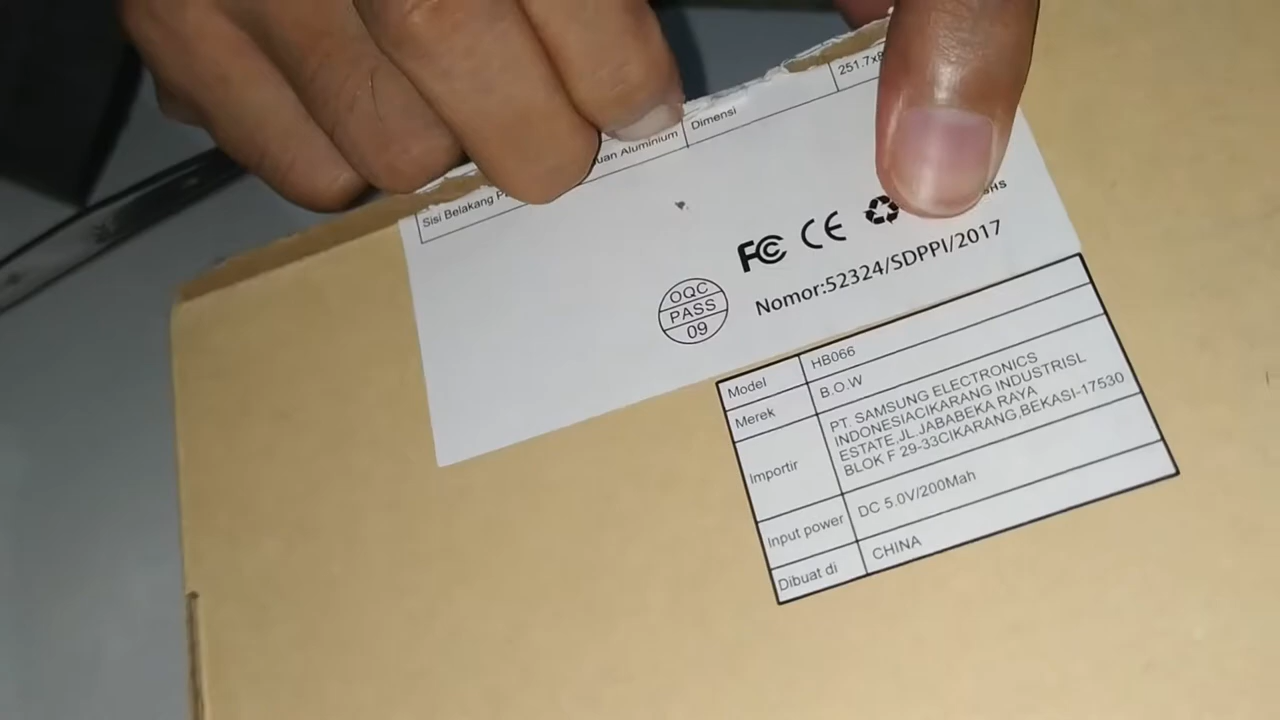 Sisi Belakang
Aluminium
Dimensi
FC CE
OQC
PASS
09
Nomor:52324/SDPPI/2017
Model HB066
Merek B.O.W
Importir PT. SAMSUNG ELECTRONICS
INDONESIACIKARANG INDUSTRISL
ESTATE,JL JABABEKA RAYA
BLOK F 29-33CIKARANG,BEKASI-17530
Input power DC 5.0V/200Mah
Dibuat di CHINA